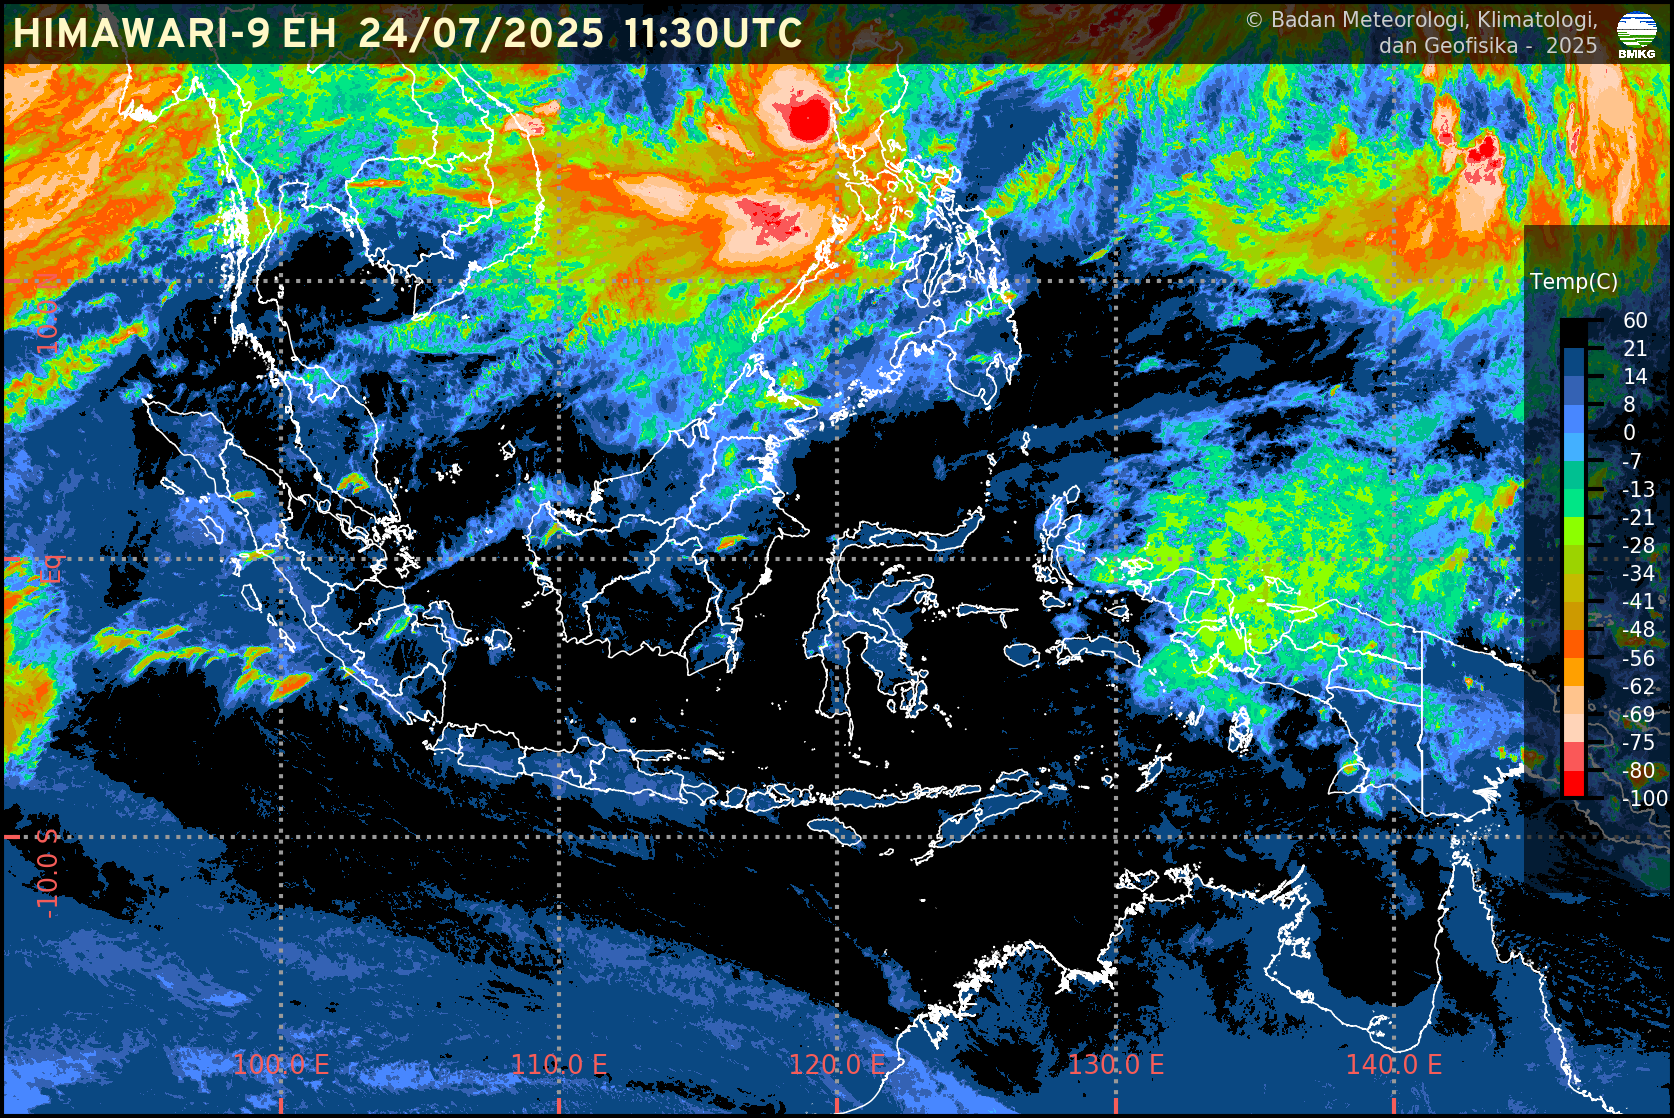 HIMAWARI-9 EH 24/07/2025 11:30UTC
© Badan Meteorologi, Klimatologi,
dan Geofisika - 2025
BMKG
Temp(C)
60
21
14
8
0
-7
-13
-21
-28
-34
-41
-48
-56
-62
-69
-75
-80
-100
10.0 N
Eq
-10.0 S
100.0 E
110.0 E
120.0 E
130.0 E
140.0 E